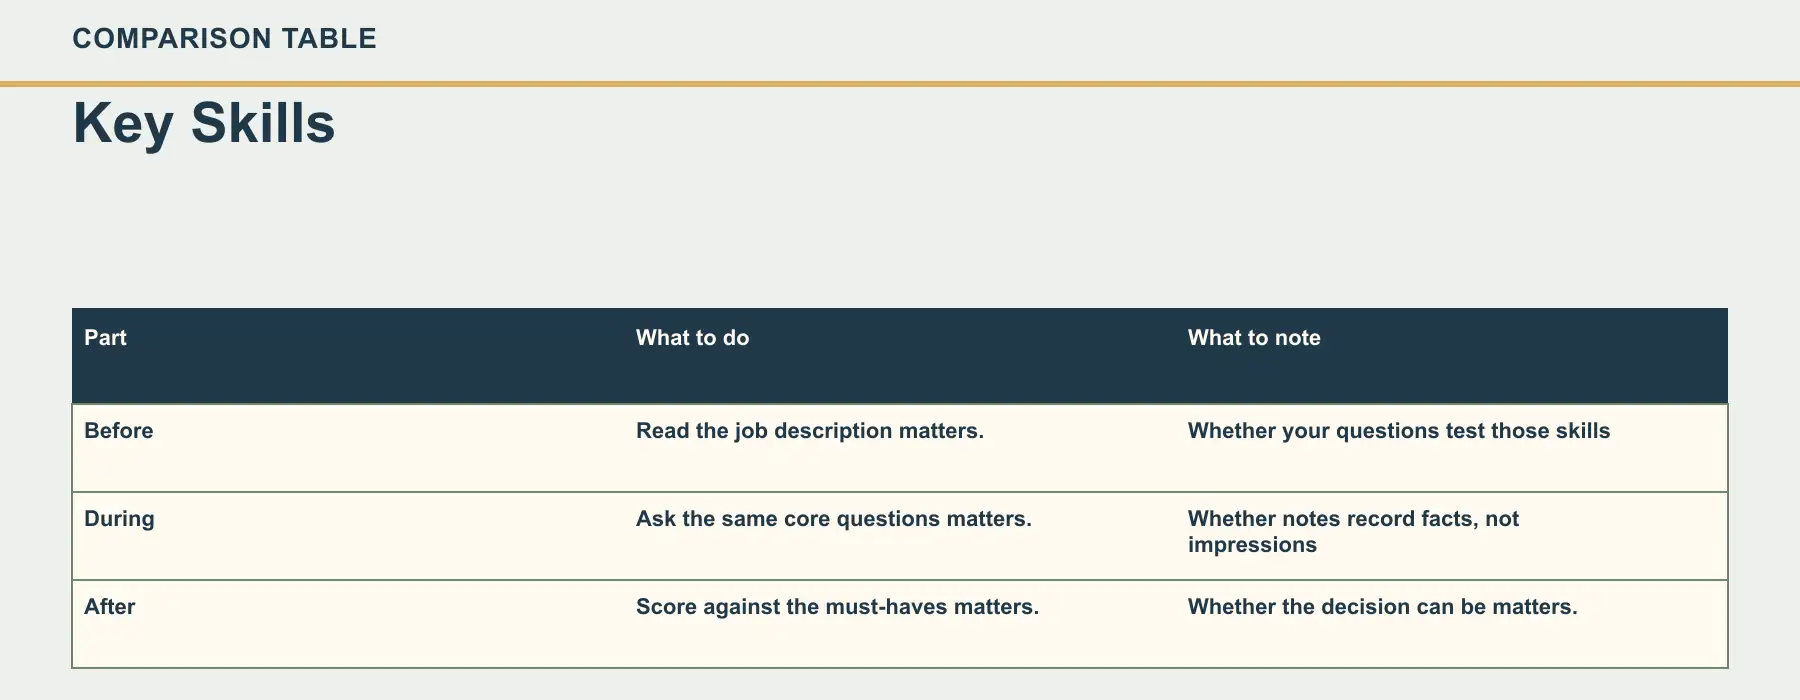 COMPARISON TABLE
Key Skills
Part What to do What to note
Before Read the job description matters. Whether your questions test those skills
During Ask the same core questions matters. Whether notes record facts, not
impressions
After Score against the must-haves matters. Whether the decision can be matters.